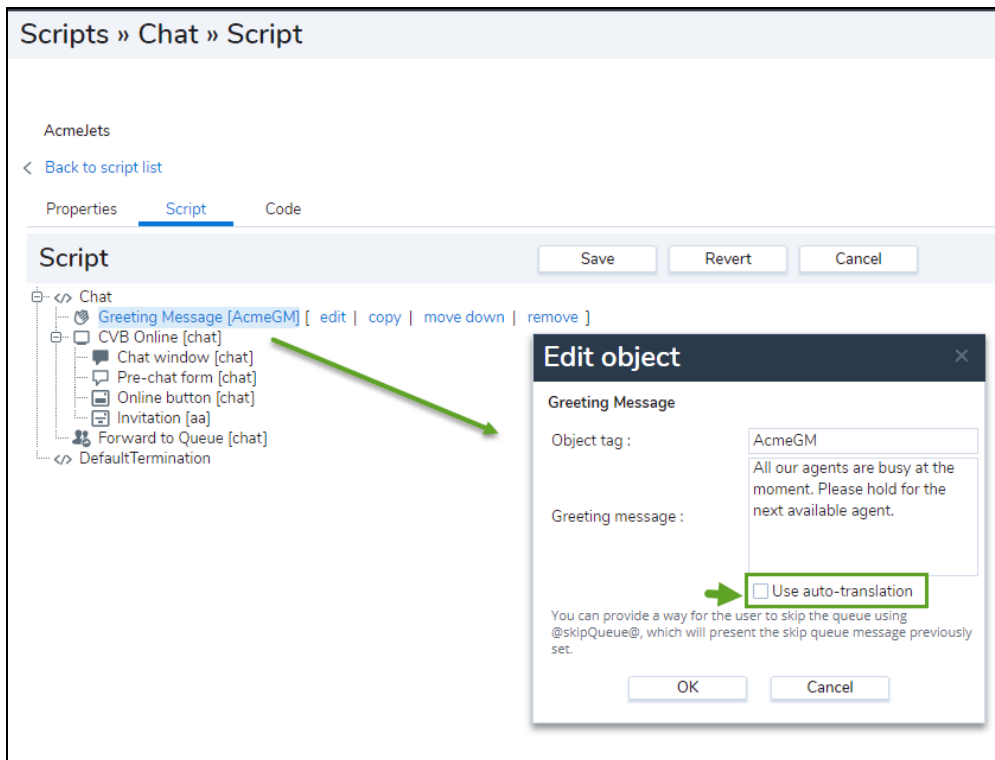 Scripts » Chat » Script
AcmeJets
< Back to script list
Properties Script Code
Script Save Revert Cancel
</> Chat
Greeting Message [AcmeGM] [ edit | copy | move down | remove ]
CVB Online [chat]
Chat window [chat]
Pre-chat form [chat]
Online button [chat]
Invitation [aa]
Forward to Queue [chat]
</> DefaultTermination
Edit object ×
Greeting Message
Object tag : AcmeGM
Greeting message :
All our agents are busy at the
moment. Please hold for the
next available agent.
Use auto-translation
You can provide a way for the user to skip the queue using
@skipQueue@, which will present the skip queue message previously
set.
OK Cancel